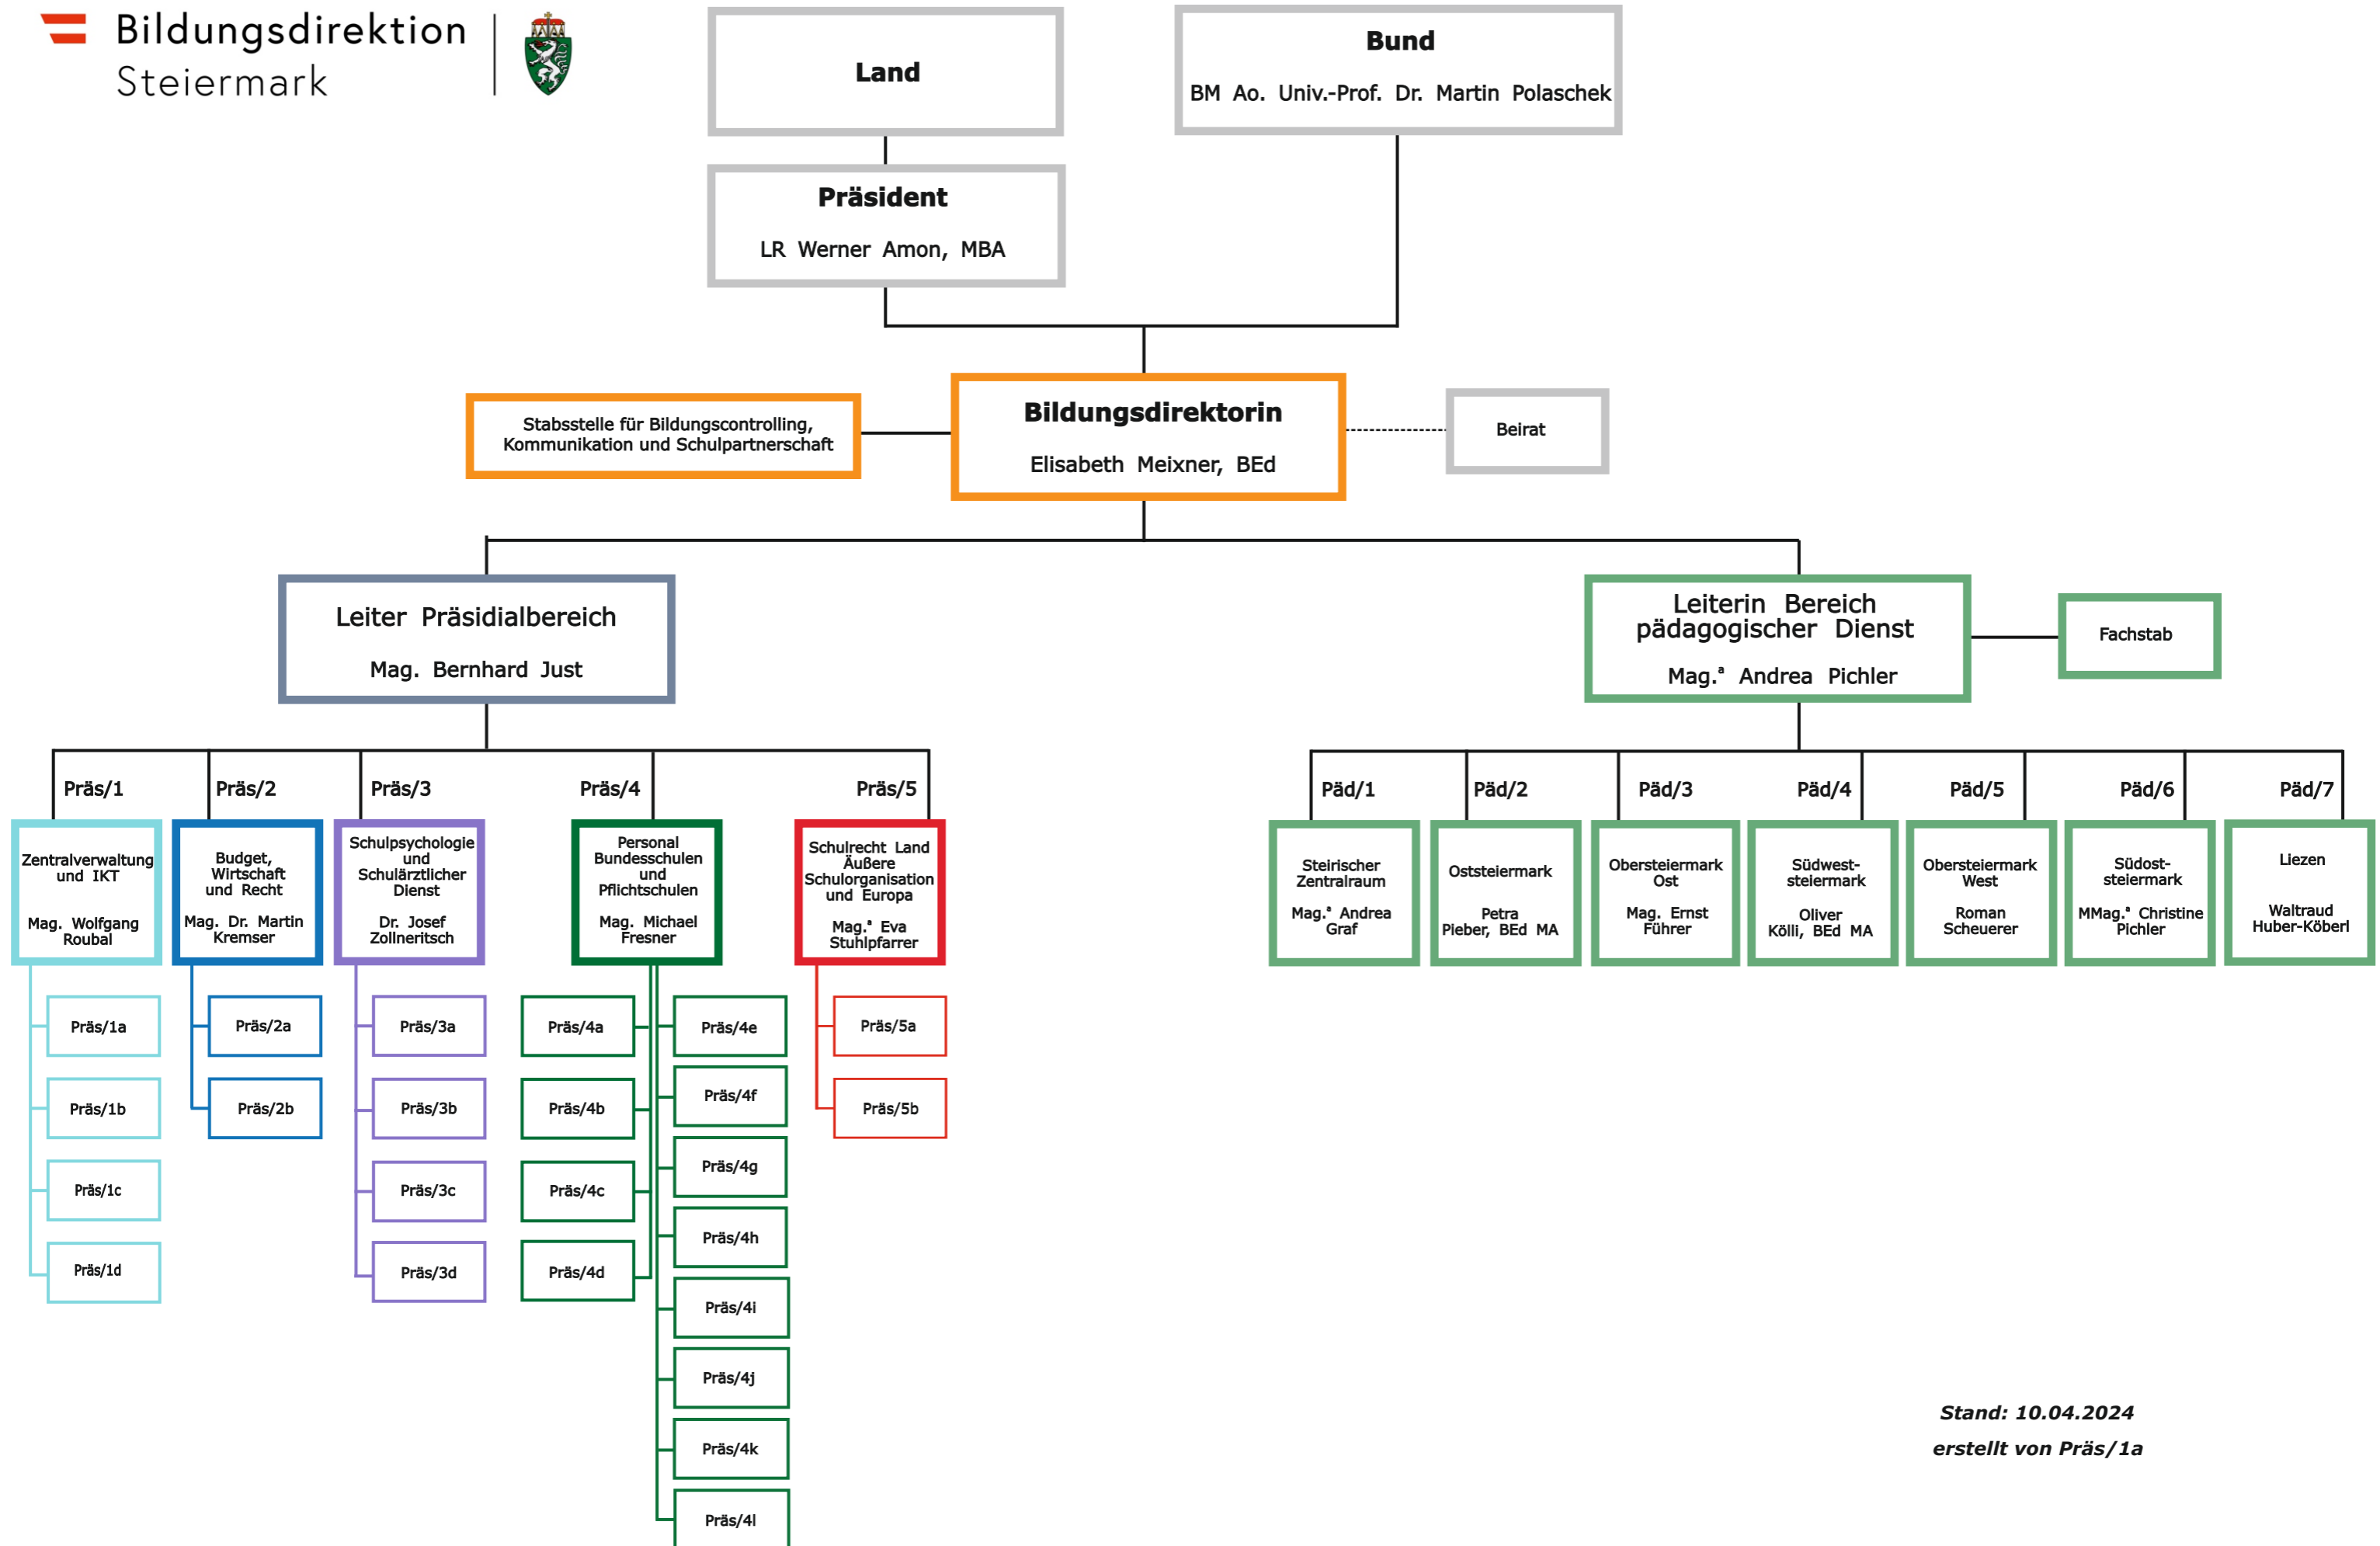 Bildungsdirektion
Steiermark
Land
Bund
BM Ao. Univ.-Prof. Dr. Martin Polaschek
Präsident
LR Werner Amon, MBA
Stabsstelle für Bildungscontrolling,
Kommunikation und Schulpartnerschaft
Bildungsdirektorin
Elisabeth Meixner, BEd
Beirat
Leiter Präsidialbereich
Mag. Bernhard Just
Leiterin Bereich
pädagogischer Dienst
Mag.ª Andrea Pichler
Fachstab
Präs/1
Präs/2
Präs/3
Präs/4
Präs/5
Päd/1
Päd/2
Päd/3
Päd/4
Päd/5
Päd/6
Päd/7
Zentralverwaltung
und IKT
Mag. Wolfgang
Roubal
Budget,
Wirtschaft
und Recht
Mag. Dr. Martin
Kremser
Schulpsychologie
und
Schulärztlicher
Dienst
Dr. Josef
Zollneritsch
Personal
Bundesschulen
und
Pflichtschulen
Mag. Michael
Fresner
Schulrecht Land
Äußere
Schulorganisation
und Europa
Mag.ª Eva
Stuhlpfarrer
Steirischer
Zentralraum
Mag.ª Andrea
Graf
Oststeiermark
Petra
Pieber, BEd MA
Obersteiermark
Ost
Mag. Ernst
Führer
Südwest-
steiermark
Oliver
Kölli, BEd MA
Obersteiermark
West
Roman
Scheuerer
Südost-
steiermark
MMag.ª Christine
Pichler
Liezen
Waltraud
Huber-Köberl
Präs/1a
Präs/1b
Präs/1c
Präs/1d
Präs/2a
Präs/2b
Präs/3a
Präs/3b
Präs/3c
Präs/3d
Präs/4a
Präs/4b
Präs/4c
Präs/4d
Präs/4e
Präs/4f
Präs/4g
Präs/4h
Präs/4i
Präs/4j
Präs/4k
Präs/4l
Präs/5a
Präs/5b
Stand: 10.04.2024
erstellt von Präs/1a